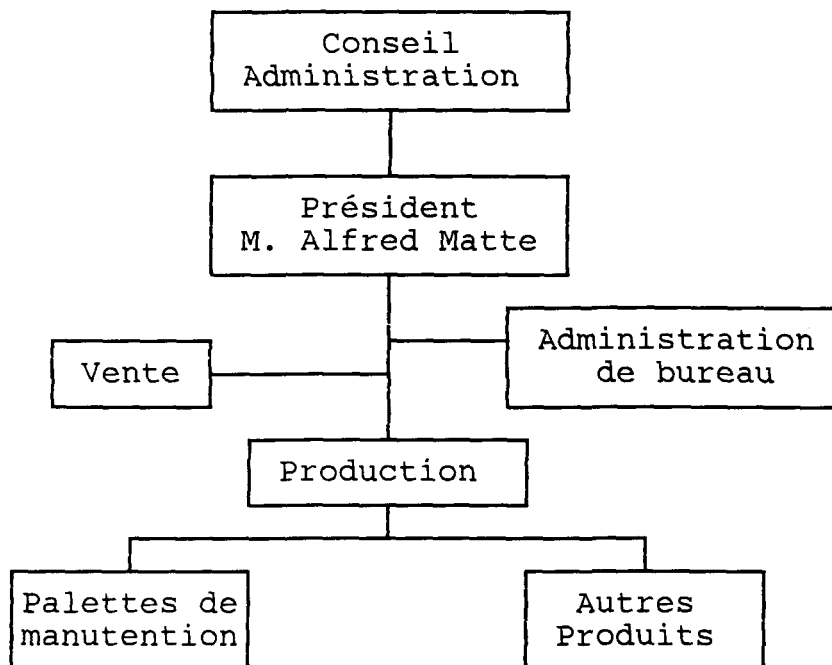 Conseil
Administration
Président
M. Alfred Matte
Administration
de bureau
Vente
Production
Palettes de
manutention
Autres
Produits